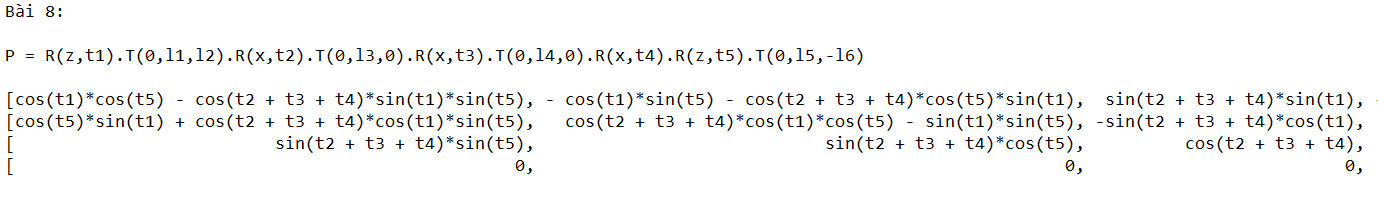 Bài 8:
P = R(z,t1).T(0,l1,l2).R(x,t2).T(0,l3,0).R(x,t3).T(0,l4,0).R(x,t4).R(z,t5).T(0,l5,-l6)
[cos(t1)*cos(t5) - cos(t2 + t3 + t4)*sin(t1)*sin(t5), - cos(t1)*sin(t5) - cos(t2 + t3 + t4)*cos(t5)*sin(t1),  sin(t2 + t3 + t4)*sin(t1), -
[cos(t5)*sin(t1) + cos(t2 + t3 + t4)*cos(t1)*sin(t5),   cos(t2 + t3 + t4)*cos(t1)*cos(t5) - sin(t1)*sin(t5), -sin(t2 + t3 + t4)*cos(t1),
[                         sin(t2 + t3 + t4)*sin(t5),                             sin(t2 + t3 + t4)*cos(t5),          cos(t2 + t3 + t4),
[                                                 0,                                                     0,                          0,